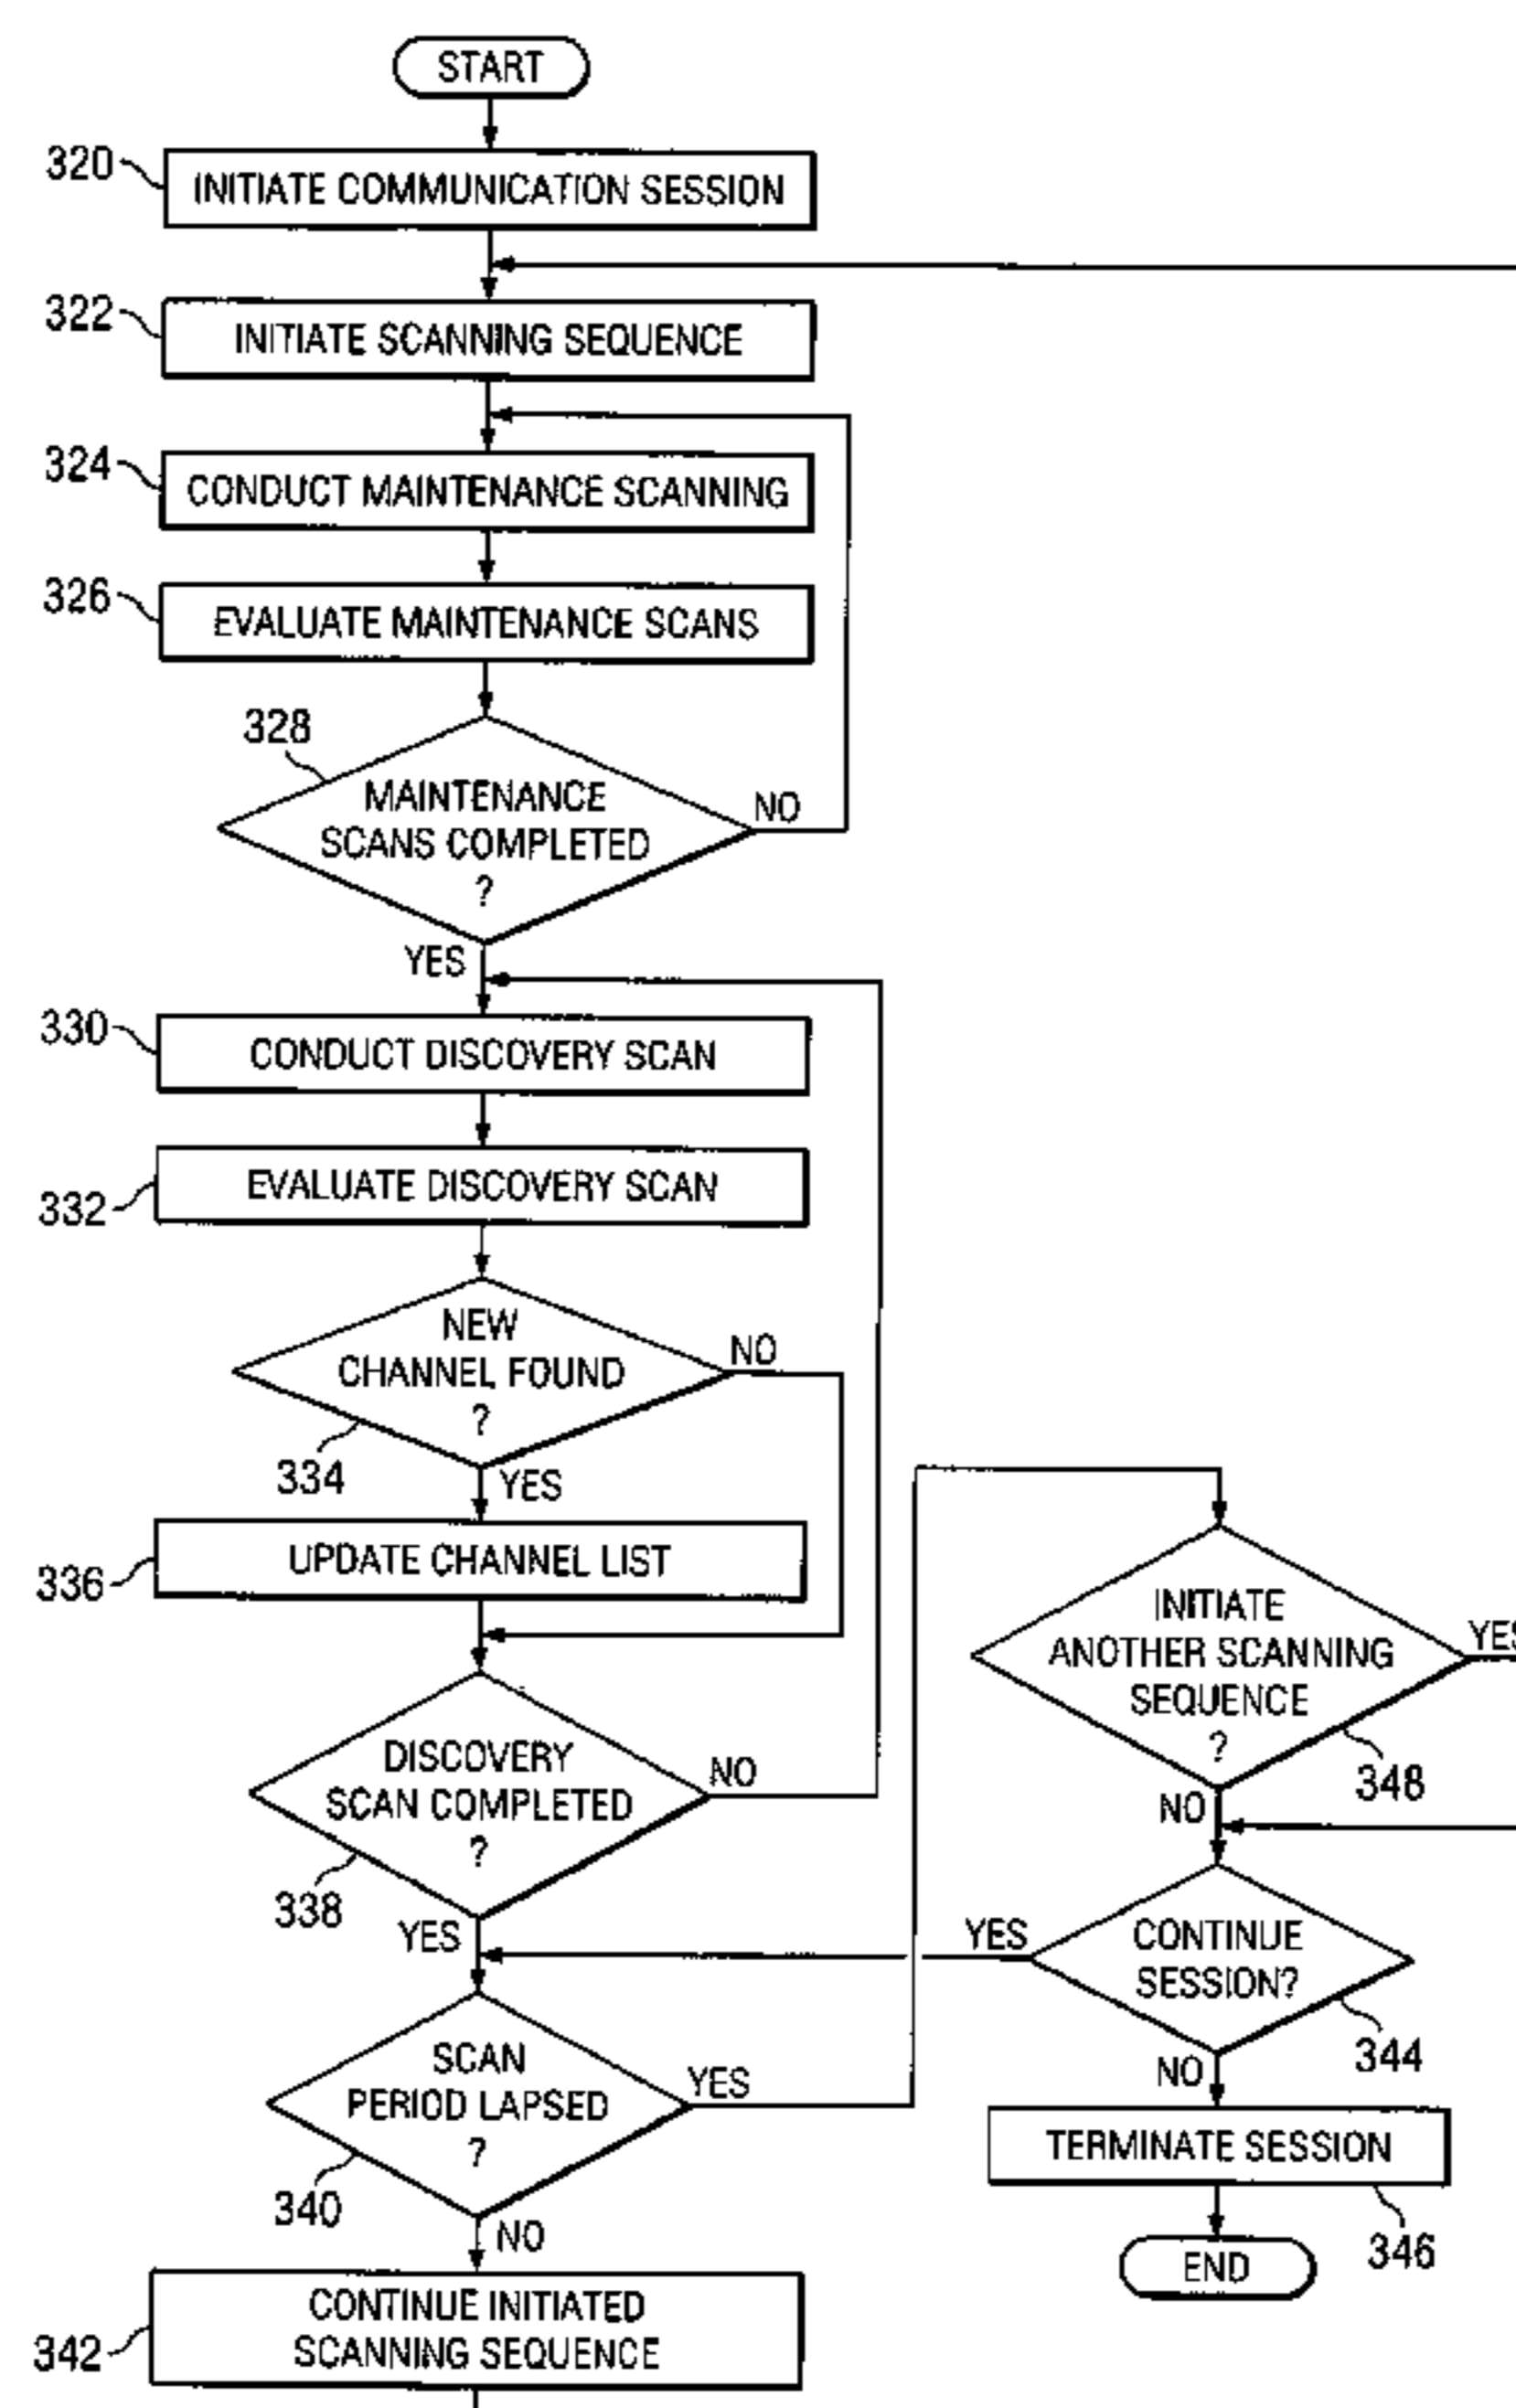 START
320
INITIATE COMMUNICATION SESSION
322
INITIATE SCANNING SEQUENCE
324
CONDUCT MAINTENANCE SCANNING
326
EVALUATE MAINTENANCE SCANS
328
MAINTENANCE
SCANS COMPLETED
?
NO
YES
330
CONDUCT DISCOVERY SCAN
332
EVALUATE DISCOVERY SCAN
NEW
CHANNEL FOUND
?
NO
334
YES
336
UPDATE CHANNEL LIST
DISCOVERY
SCAN COMPLETED
?
NO
338
YES
SCAN
PERIOD LAPSED
?
YES
340
NO
342
CONTINUE INITIATED
SCANNING SEQUENCE
INITIATE
ANOTHER SCANNING
SEQUENCE
?
YES
348
NO
CONTINUE
SESSION?
YES
344
NO
TERMINATE SESSION
346
END